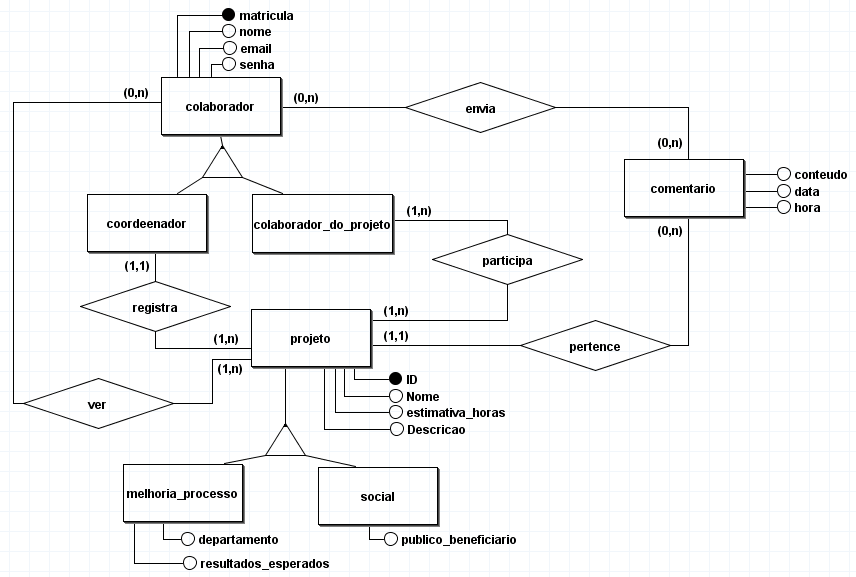 matricula
nome
email
senha
(0,n)
colaborador
(0,n)
envia
(0,n)
comentario
conteudo
data
hora
(0,n)
coordeenador
colaborador_do_projeto
(1,n)
(1,1)
participa
registra
(1,n)
(1,n)
projeto
(1,1)
pertence
(1,n)
ver
ID
Nome
estimativa_horas
Descricao
melhoria_processo
social
departamento
publico_beneficiario
resultados_esperados